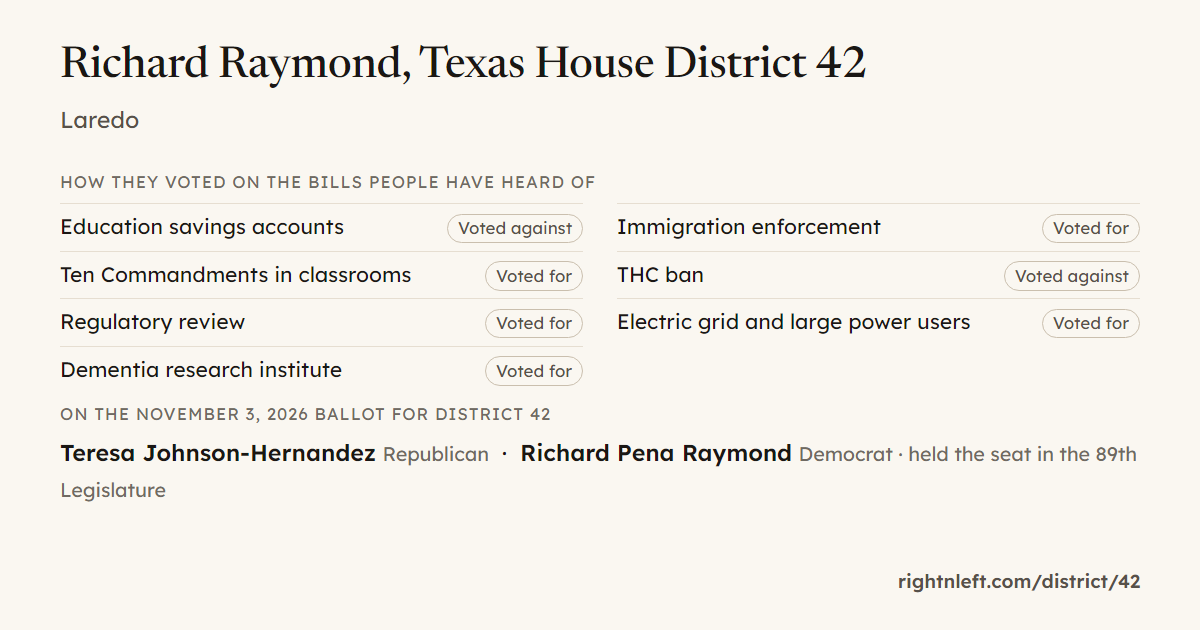 Richard Raymond, Texas House District 42
Laredo
HOW THEY VOTED ON THE BILLS PEOPLE HAVE HEARD OF
Education savings accounts Voted against
Ten Commandments in classrooms Voted for
Regulatory review Voted for
Dementia research institute Voted for
Immigration enforcement Voted for
THC ban Voted against
Electric grid and large power users Voted for
ON THE NOVEMBER 3, 2026 BALLOT FOR DISTRICT 42
Teresa Johnson-Hernandez Republican · Richard Pena Raymond Democrat · held the seat in the 89th
Legislature
rightnleft.com/district/42